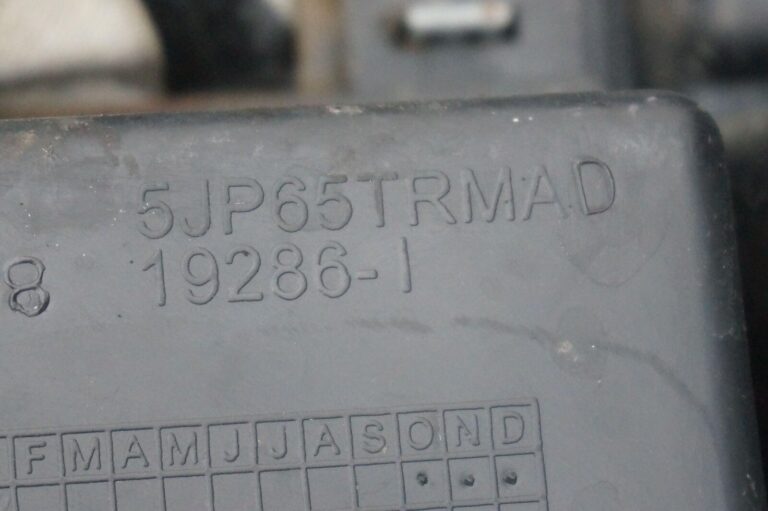 5JP65TRMAD
8 19286-1
F M A M J J A S O N D